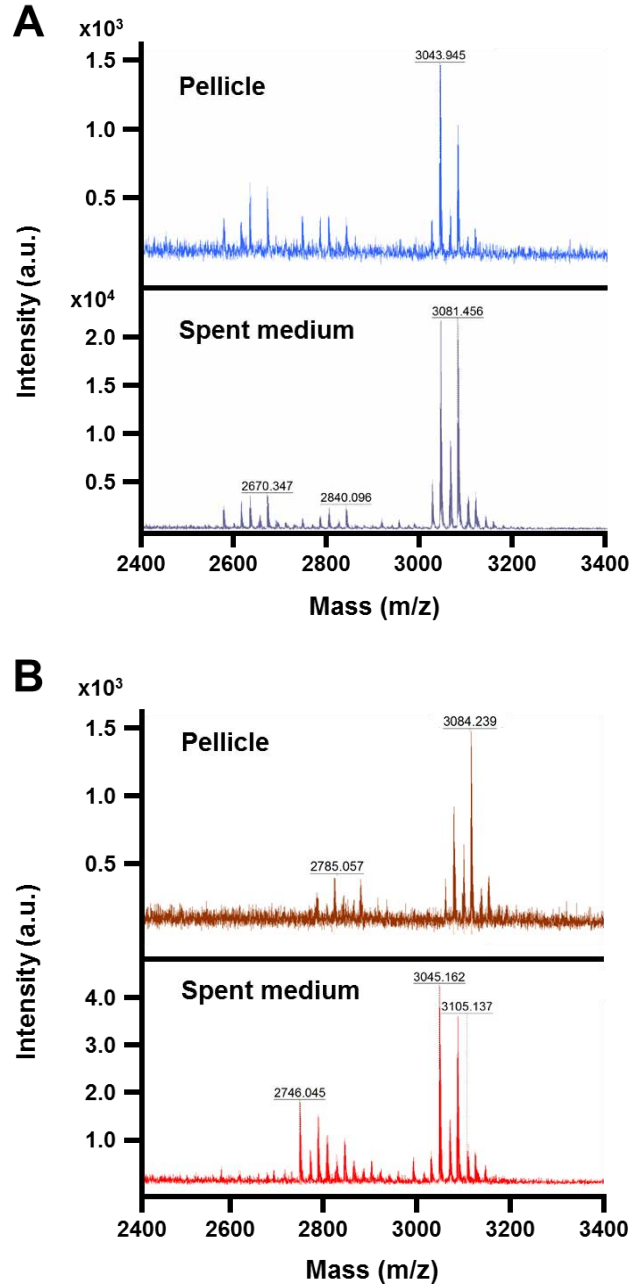 A
x10³
3043.945
1.5
Pellicle
1.0
0.5
x10⁴
3081.456
Spent medium
2.0
1.5
1.0
2670.347
2840.096
0.5
Intensity (a.u.)
2400 2600 2800 3000 3200 3400
Mass (m/z)
B
x10³
3084.239
1.5
Pellicle
1.0
2785.057
0.5
Spent medium
3045.162
4.0
3105.137
3.0
2746.045
2.0
1.0
Intensity (a.u.)
2400 2600 2800 3000 3200 3400
Mass (m/z)